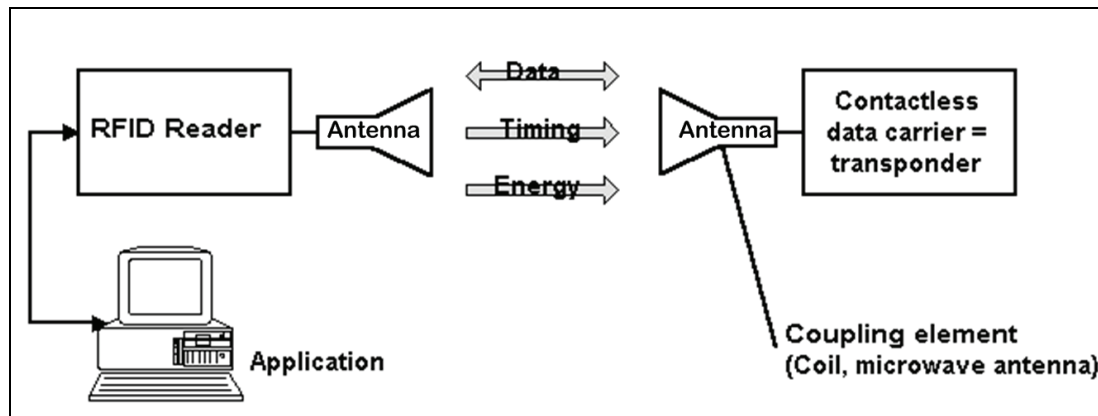 RFID Reader
Antenna
Data
Timing
Energy
Antenna
Contactless
data carrier =
transponder
Application
Coupling element
(Coil, microwave antenna)